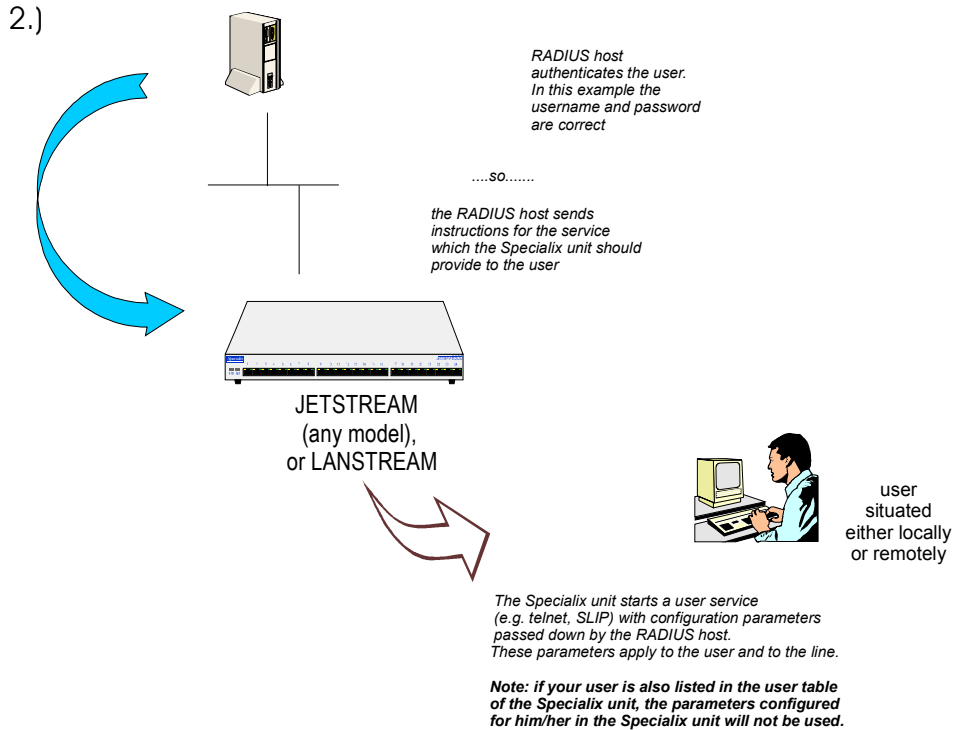 2.)
RADIUS host
authenticates the user.
In this example the
username and password
are correct
....so.......
the RADIUS host sends
instructions for the service
which the Specialix unit should
provide to the user
JETSTREAM
(any model),
or LANSTREAM
user
situated
either locally
or remotely
The Specialix unit starts a user service
(e.g. telnet, SLIP) with configuration parameters
passed down by the RADIUS host.
These parameters apply to the user and to the line.
Note: if your user is also listed in the user table
of the Specialix unit, the parameters configured
for him/her in the Specialix unit will not be used.